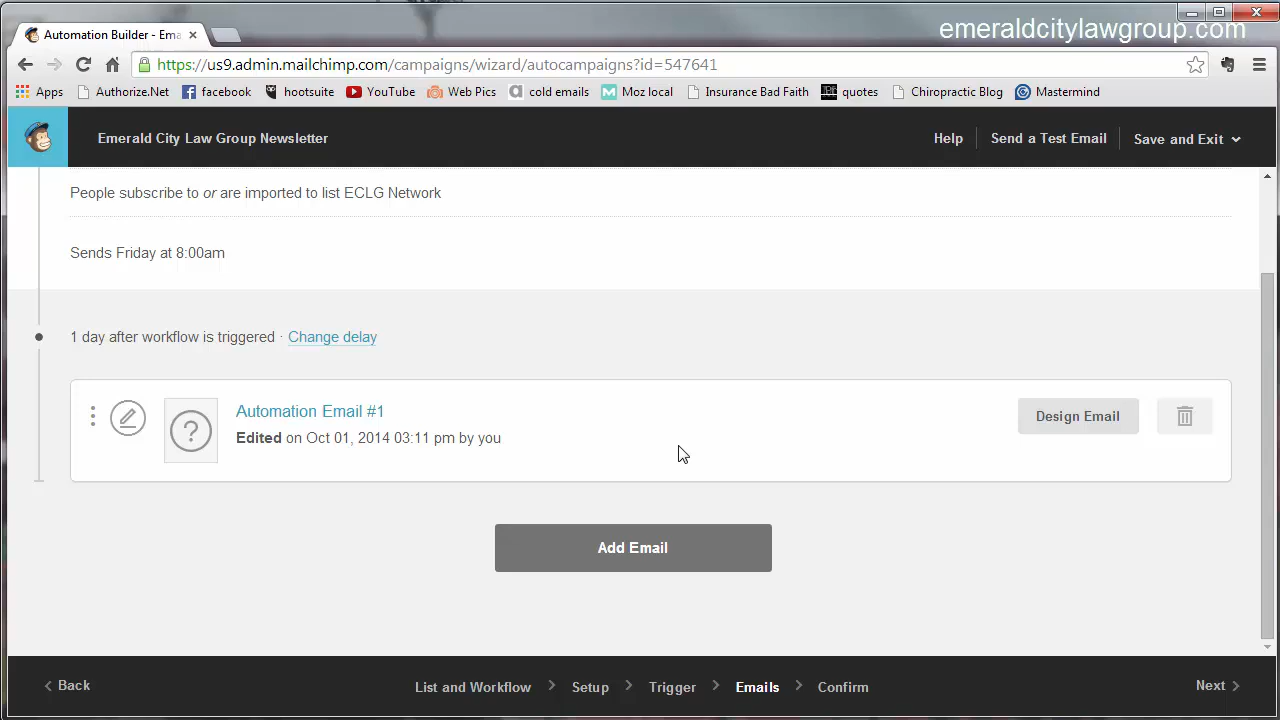 Automation Builder - Ema
emeraldcitylawgroup.com
https://us9.admin.mailchimp.com/campaigns/wizard/autocampaigns?id=547641
Apps Authorize.Net facebook hootsuite YouTube Web Pics cold emails Moz local Insurance Bad Faith quotes Chiropractic Blog Mastermind
Emerald City Law Group Newsletter Help Send a Test Email Save and Exit
People subscribe to or are imported to list ECLG Network
Sends Friday at 8:00am
1 day after workflow is triggered · Change delay
Automation Email #1
Design Email
Edited on Oct 01, 2014 03:11 pm by you
Add Email
Back List and Workflow Setup Trigger Emails Confirm Next